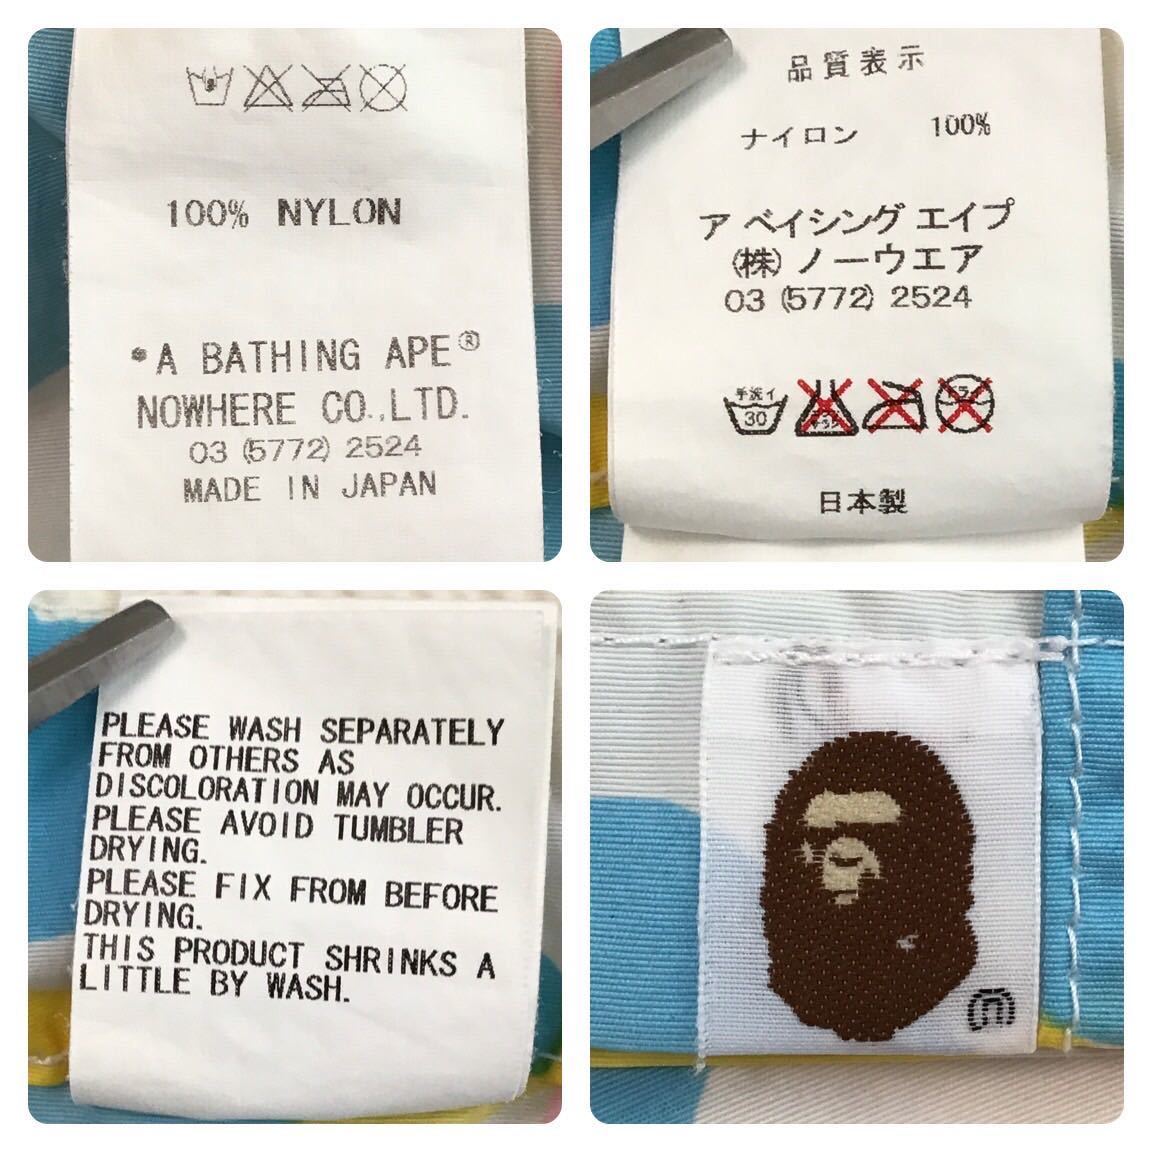 100% NYLON
*A BATHING APE®
NOWHERE CO.,LTD.
03 (5772) 2524
MADE IN JAPAN
品質表示
ナイロン 100%
ア ベイシング エイプ
(株) ノーウエア
03 (5772) 2524
手洗イ
30
日本製
PLEASE WASH SEPARATELY
FROM OTHERS AS
DISCOLORATION MAY OCCUR.
PLEASE AVOID TUMBLER
DRYING.
PLEASE FIX FROM BEFORE
DRYING.
THIS PRODUCT SHRINKS A
LITTLE BY WASH.